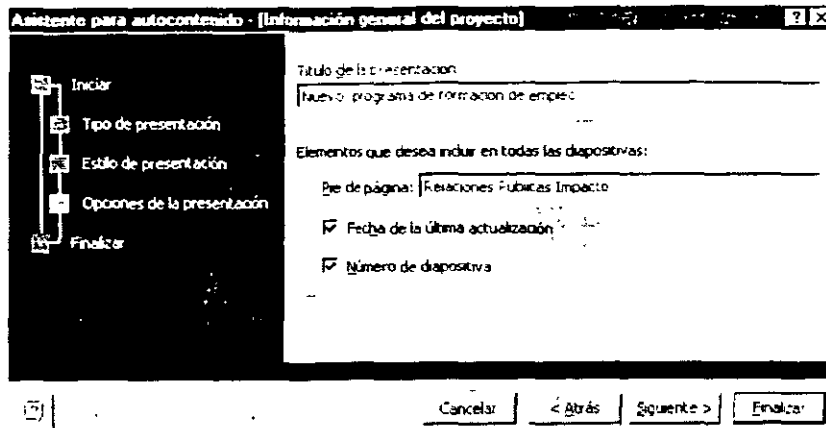 Asistente para autocontenido - [Información general del proyecto]
Iniciar
Tipo de presentación
Estilo de presentación
Opciones de la presentación
Finalizar
Título de la presentación
Nuevo programa de formación de empleo
Elementos que desea incluir en todas las diapositivas:
Pie de página: Relaciones Públicas Impacto
Fecha de la última actualización
Número de diapositiva
Cancelar
< Atrás
Siguiente >
Finalizar